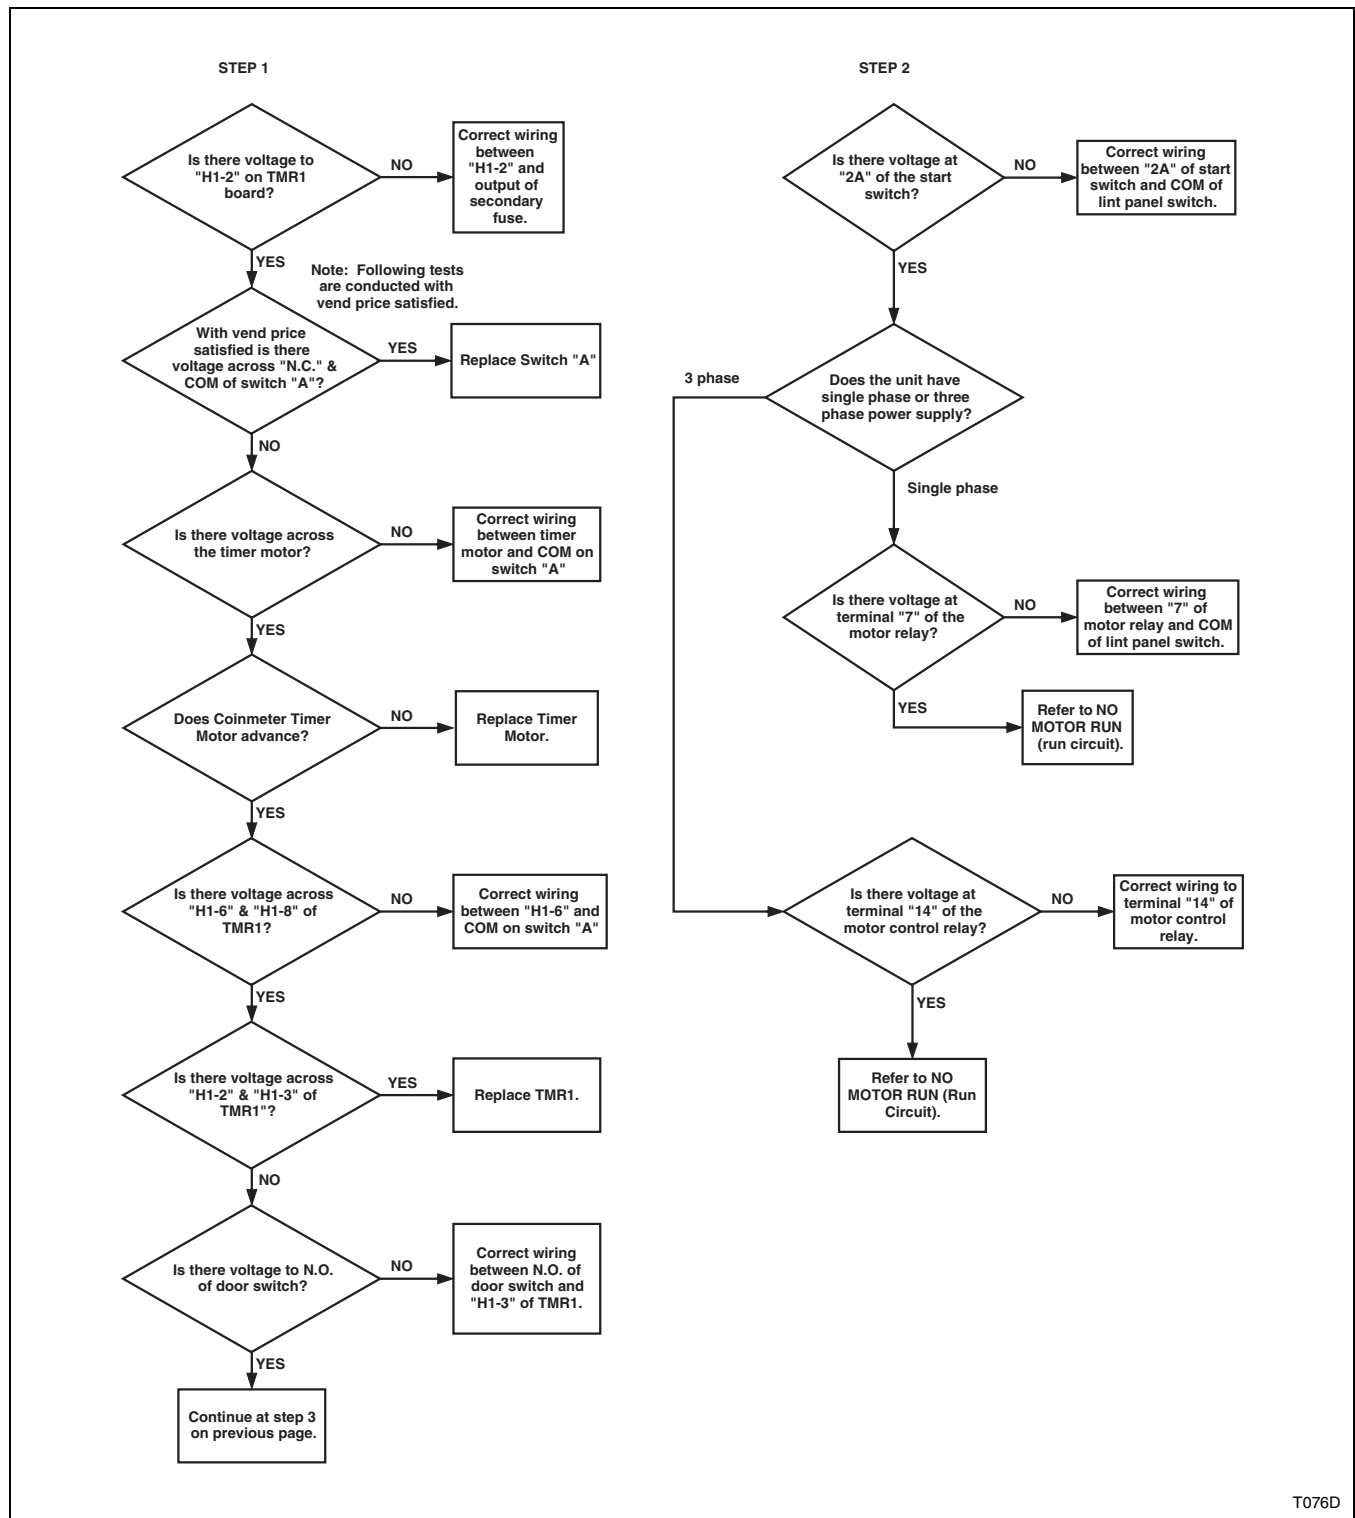 STEP 1
Is there voltage to
"H1-2" on TMR1
board?
NO
Correct wiring
between
"H1-2" and
output of
secondary
fuse.
YES
Note: Following tests
are conducted with
vend price satisfied.
With vend price
satisfied is there
voltage across "N.C." &
COM of switch "A"?
YES
Replace Switch "A"
NO
Is there voltage across
the timer motor?
NO
Correct wiring
between timer
motor and COM on
switch "A"
YES
Does Coinmeter Timer
Motor advance?
NO
Replace Timer
Motor.
YES
Is there voltage across
"H1-6" & "H1-8" of
TMR1?
NO
Correct wiring
between "H1-6" and
COM on switch "A"
YES
Is there voltage across
"H1-2" & "H1-3" of
TMR1"?
YES
Replace TMR1.
NO
Is there voltage to N.O.
of door switch?
NO
Correct wiring
between N.O. of
door switch and
"H1-3" of TMR1.
YES
Continue at step 3
on previous page.
STEP 2
Is there voltage at
"2A" of the start
switch?
NO
Correct wiring
between "2A" of start
switch and COM of
lint panel switch.
YES
Does the unit have
single phase or three
phase power supply?
3 phase
Single phase
Is there voltage at
terminal "7" of the
motor relay?
NO
Correct wiring
between "7" of
motor relay and COM
of lint panel switch.
YES
Refer to NO
MOTOR RUN
(run circuit).
Is there voltage at
terminal "14" of the
motor control relay?
NO
Correct wiring to
terminal "14" of
motor control
relay.
YES
Refer to NO
MOTOR RUN (Run
Circuit).
T076D